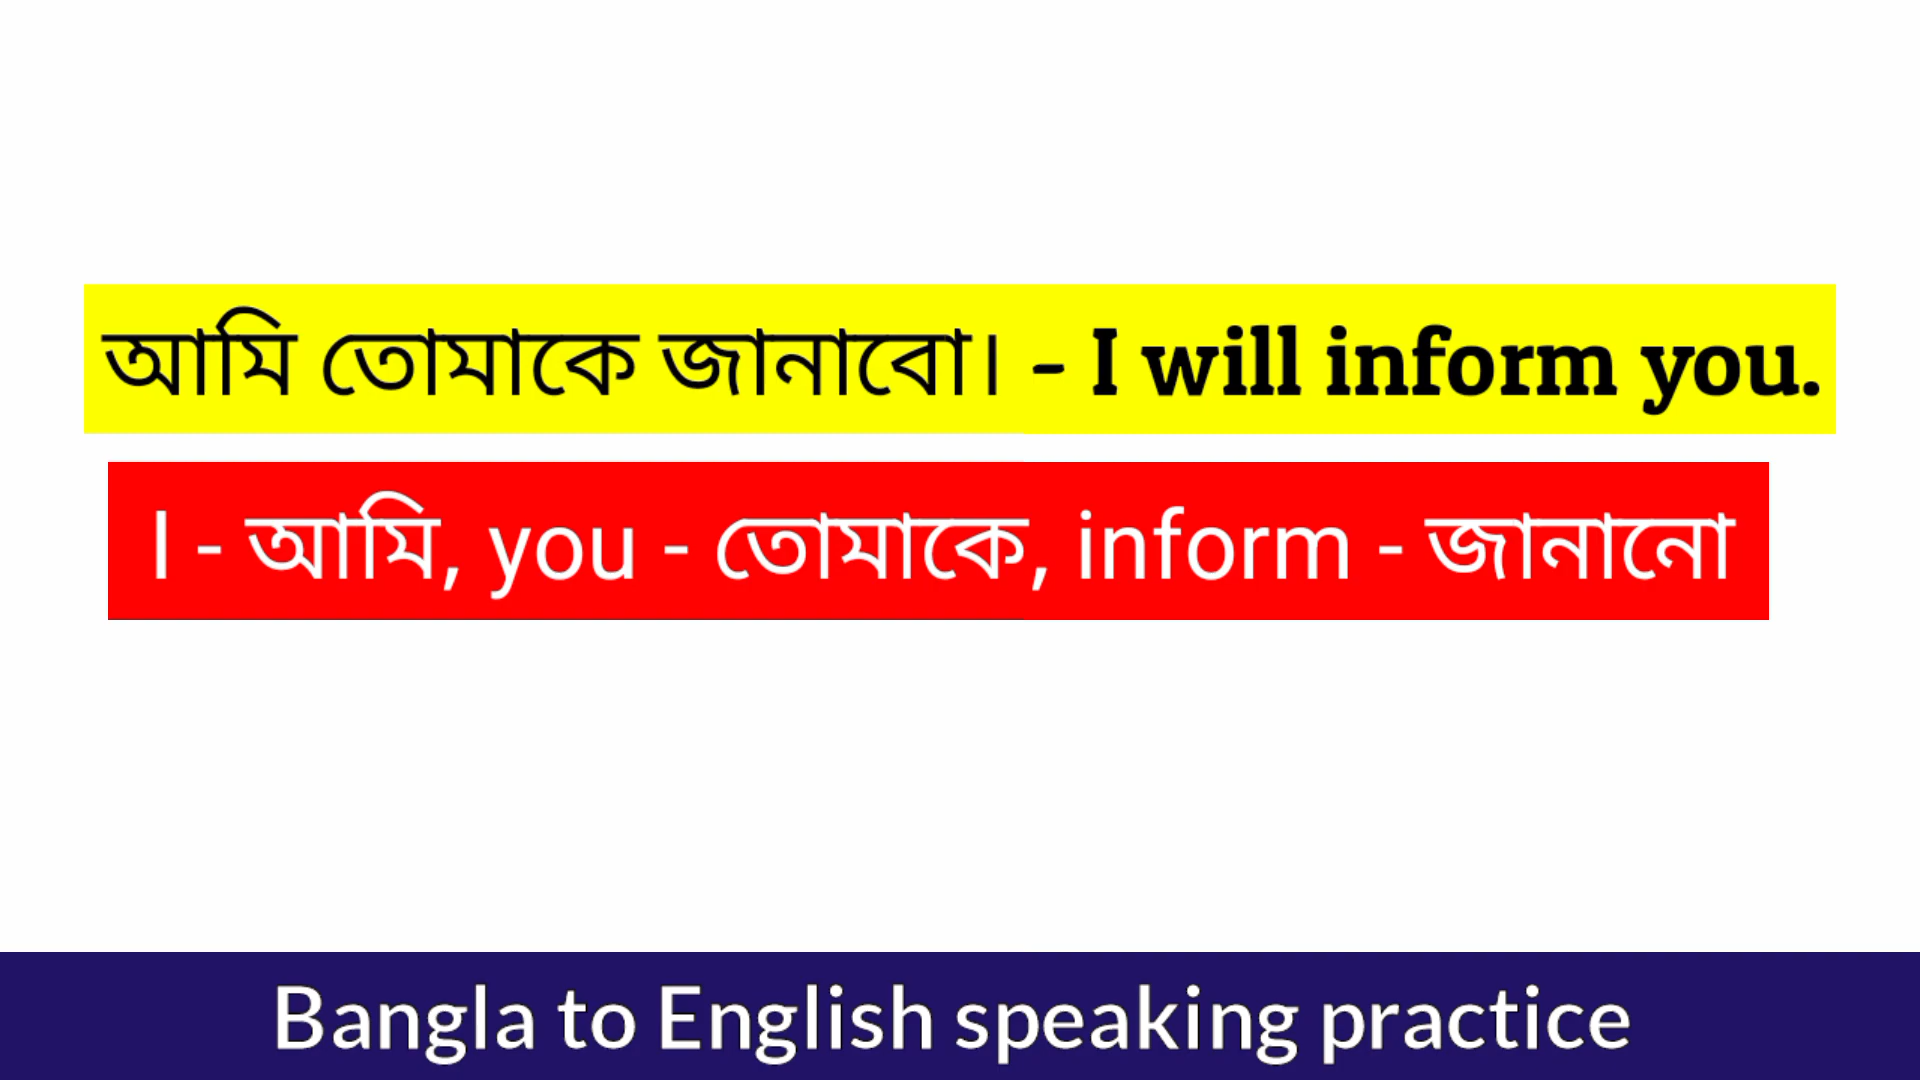 আমি তোমাকে জানাবো। - I will inform you.
I - আমি, you - তোমাকে, inform - জানানো
Bangla to English speaking practice